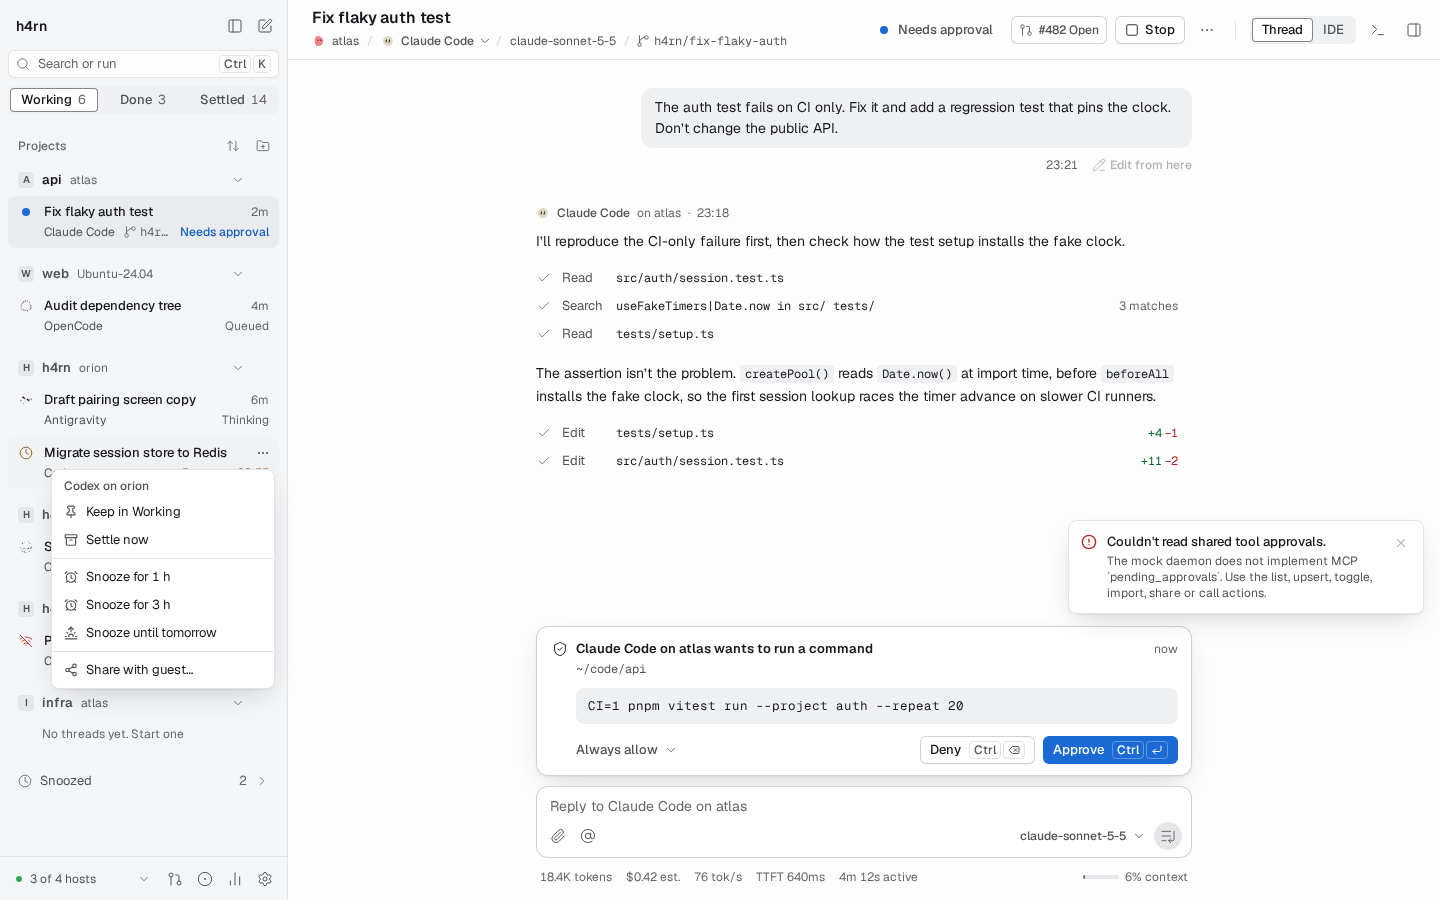 h4rn
Search or run Ctrl K
Working 6 Done 3 Settled 14
Projects
A api atlas
Fix flaky auth test 2m
Claude Code h4r... Needs approval
W web Ubuntu-24.04
Audit dependency tree 4m
OpenCode Queued
H h4rn orion
Draft pairing screen copy 6m
Antigravity Thinking
Migrate session store to Redis
Codex on orion
Keep in Working
Settle now
Snooze for 1 h
Snooze for 3 h
Snooze until tomorrow
Share with guest...
H
H
I infra atlas
No threads yet. Start one
Snoozed 2
3 of 4 hosts
Fix flaky auth test
atlas / Claude Code / claude-sonnet-5-5 / h4rn/fix-flaky-auth
Needs approval #482 Open Stop Thread IDE
The auth test fails on CI only. Fix it and add a regression test that pins the clock.
Don't change the public API.
23:21 Edit from here
Claude Code on atlas · 23:18
I'll reproduce the CI-only failure first, then check how the test setup installs the fake clock.
Read src/auth/session.test.ts
Search useFakeTimers|Date.now in src/ tests/ 3 matches
Read tests/setup.ts
The assertion isn't the problem. createPool() reads Date.now() at import time, before beforeAll
installs the fake clock, so the first session lookup races the timer advance on slower CI runners.
Edit tests/setup.ts +4 −1
Edit src/auth/session.test.ts +11 −2
Couldn't read shared tool approvals.
The mock daemon does not implement MCP
`pending_approvals`. Use the list, upsert, toggle,
import, share or call actions.
Claude Code on atlas wants to run a command now
~/code/api
CI=1 pnpm vitest run --project auth --repeat 20
Always allow Deny Ctrl Approve Ctrl
Reply to Claude Code on atlas
claude-sonnet-5-5
18.4K tokens $0.42 est. 76 tok/s TTFT 640ms 4m 12s active 6% context